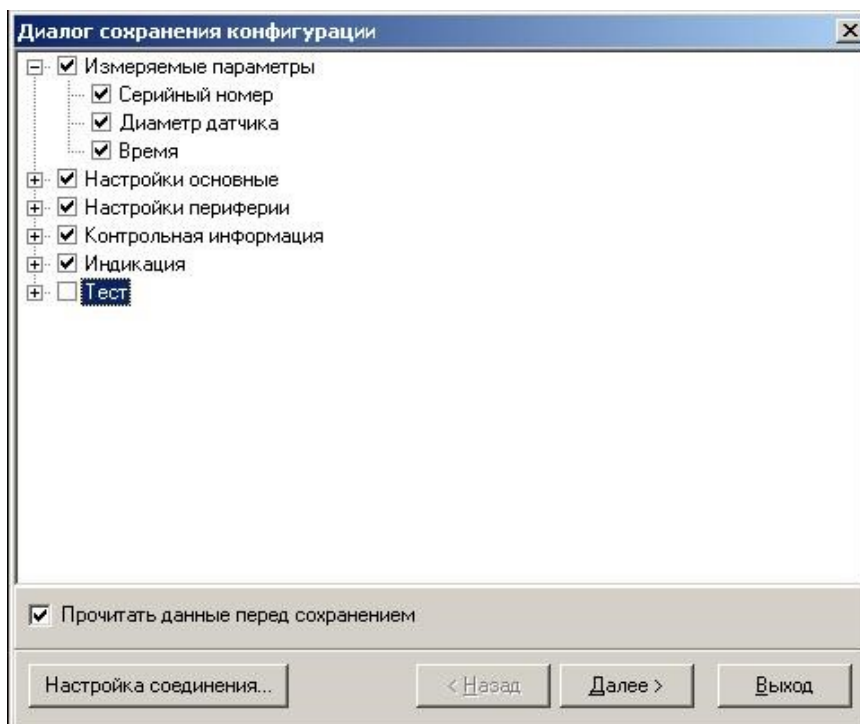 Диалог сохранения конфигурации
Измеряемые параметры
Серийный номер
Диаметр датчика
Время
Настройки основные
Настройки периферии
Контрольная информация
Индикация
Тест
Прочитать данные перед сохранением
Настройка соединения... < Назад Далее > Выход